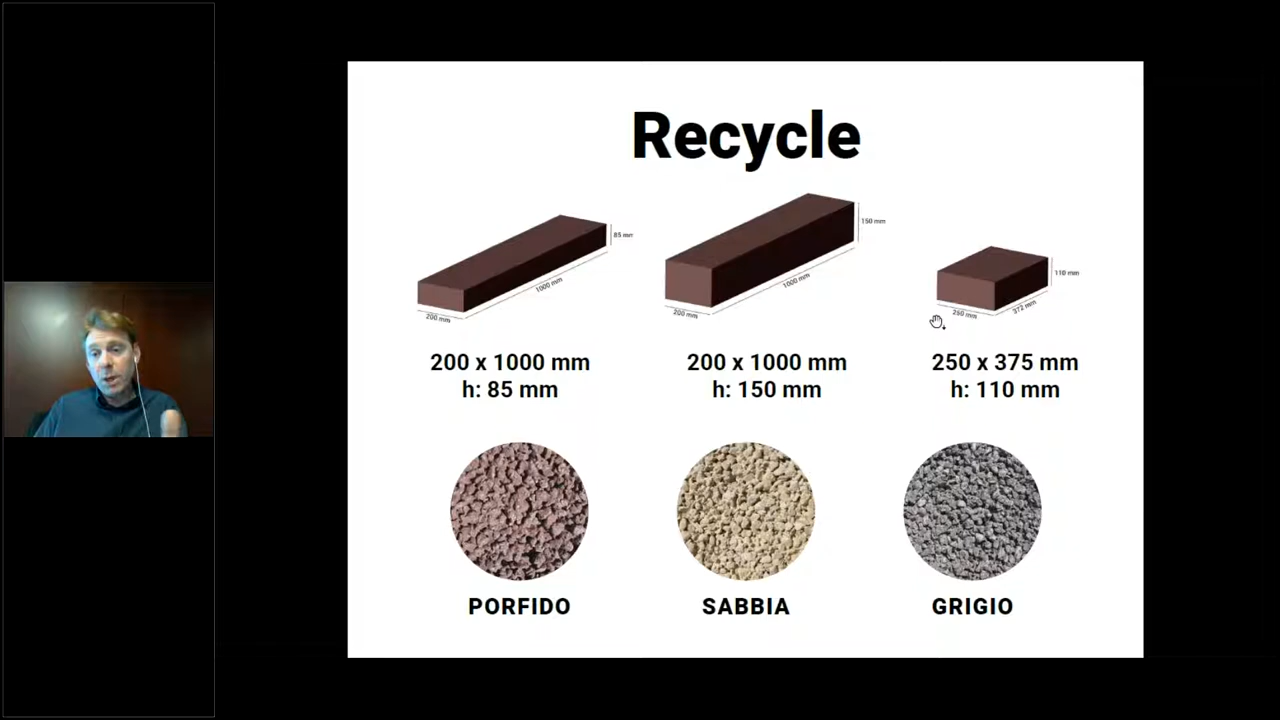 Recycle
85 mm
1000 mm
200 mm
150 mm
1000 mm
200 mm
110 mm
372 mm
250 mm
200 x 1000 mm
h: 85 mm
200 x 1000 mm
h: 150 mm
250 x 375 mm
h: 110 mm
PORFIDO
SABBIA
GRIGIO